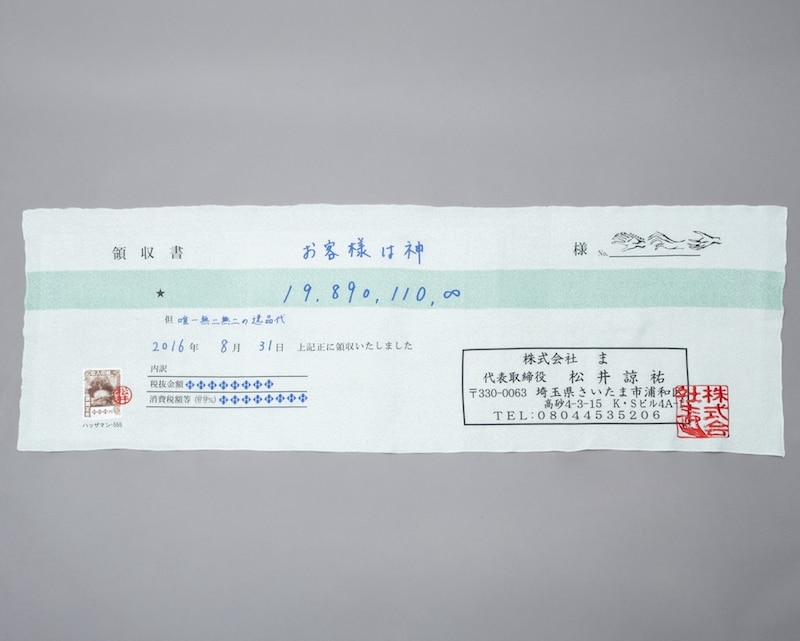 領収書 お客様は神 様 No.
★ 19,890,110,∞
但 唯一無二無二の逸品代
2016年 8月 31日 上記正に領収いたしました
内訳
税抜金額
消費税額等(%)
ハッザマン-555
株式会社 ま
代表取締役 松井諒祐
〒330-0063 埼玉県さいたま市浦和区
高砂4-3-15 K・Sビル4A
TEL:08044535206
株式会社ま